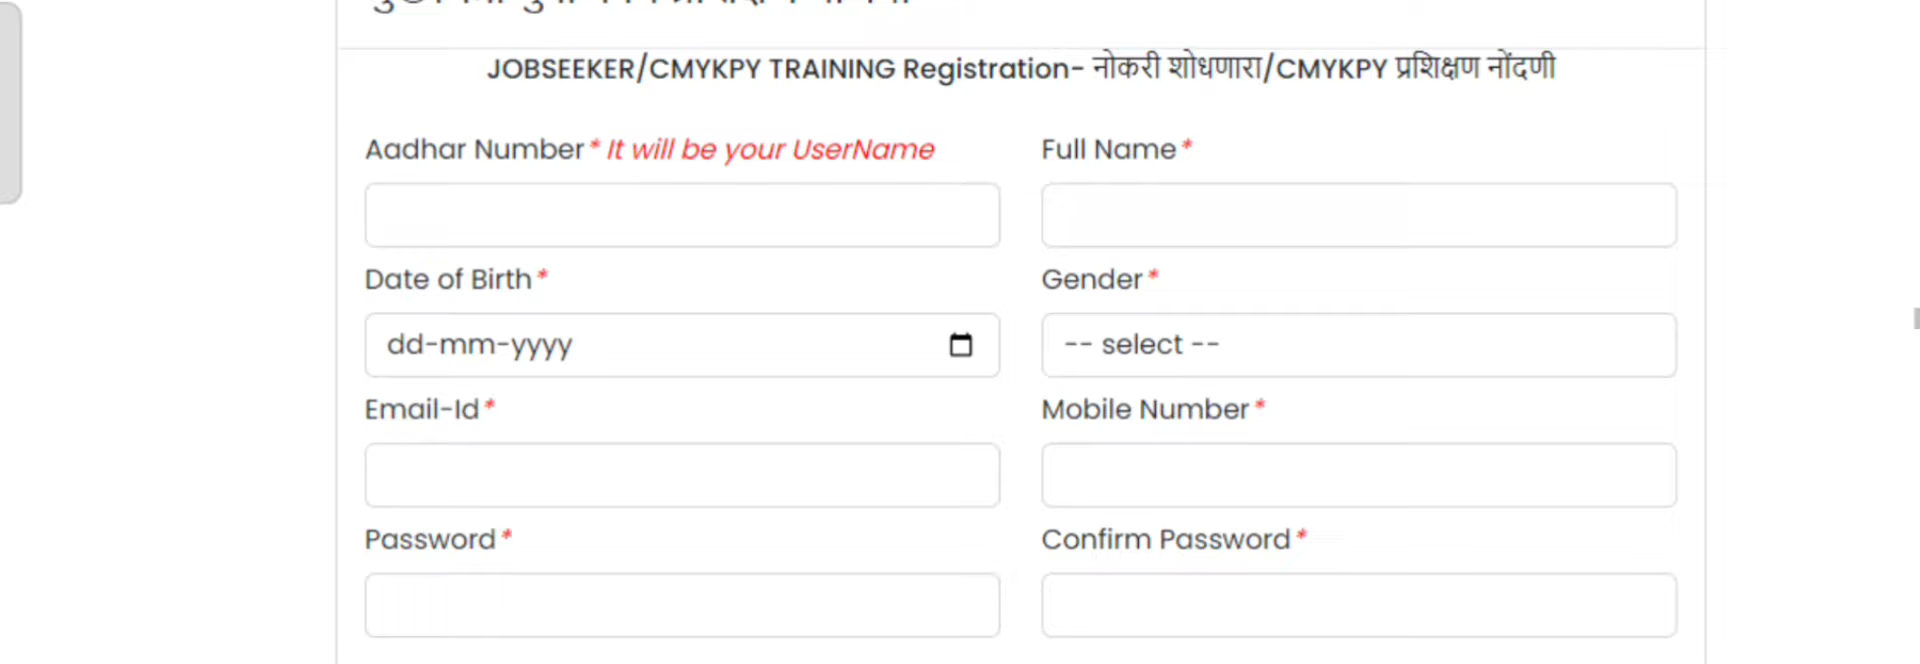 JOBSEEKER/CMYKPY TRAINING Registration- नोकरी शोधणारा/CMYKPY प्रशिक्षण नोंदणी
Aadhar Number* It will be your UserName
Full Name*
Date of Birth*
Gender*
dd-mm-yyyy
-- select --
Email-Id*
Mobile Number*
Password*
Confirm Password*